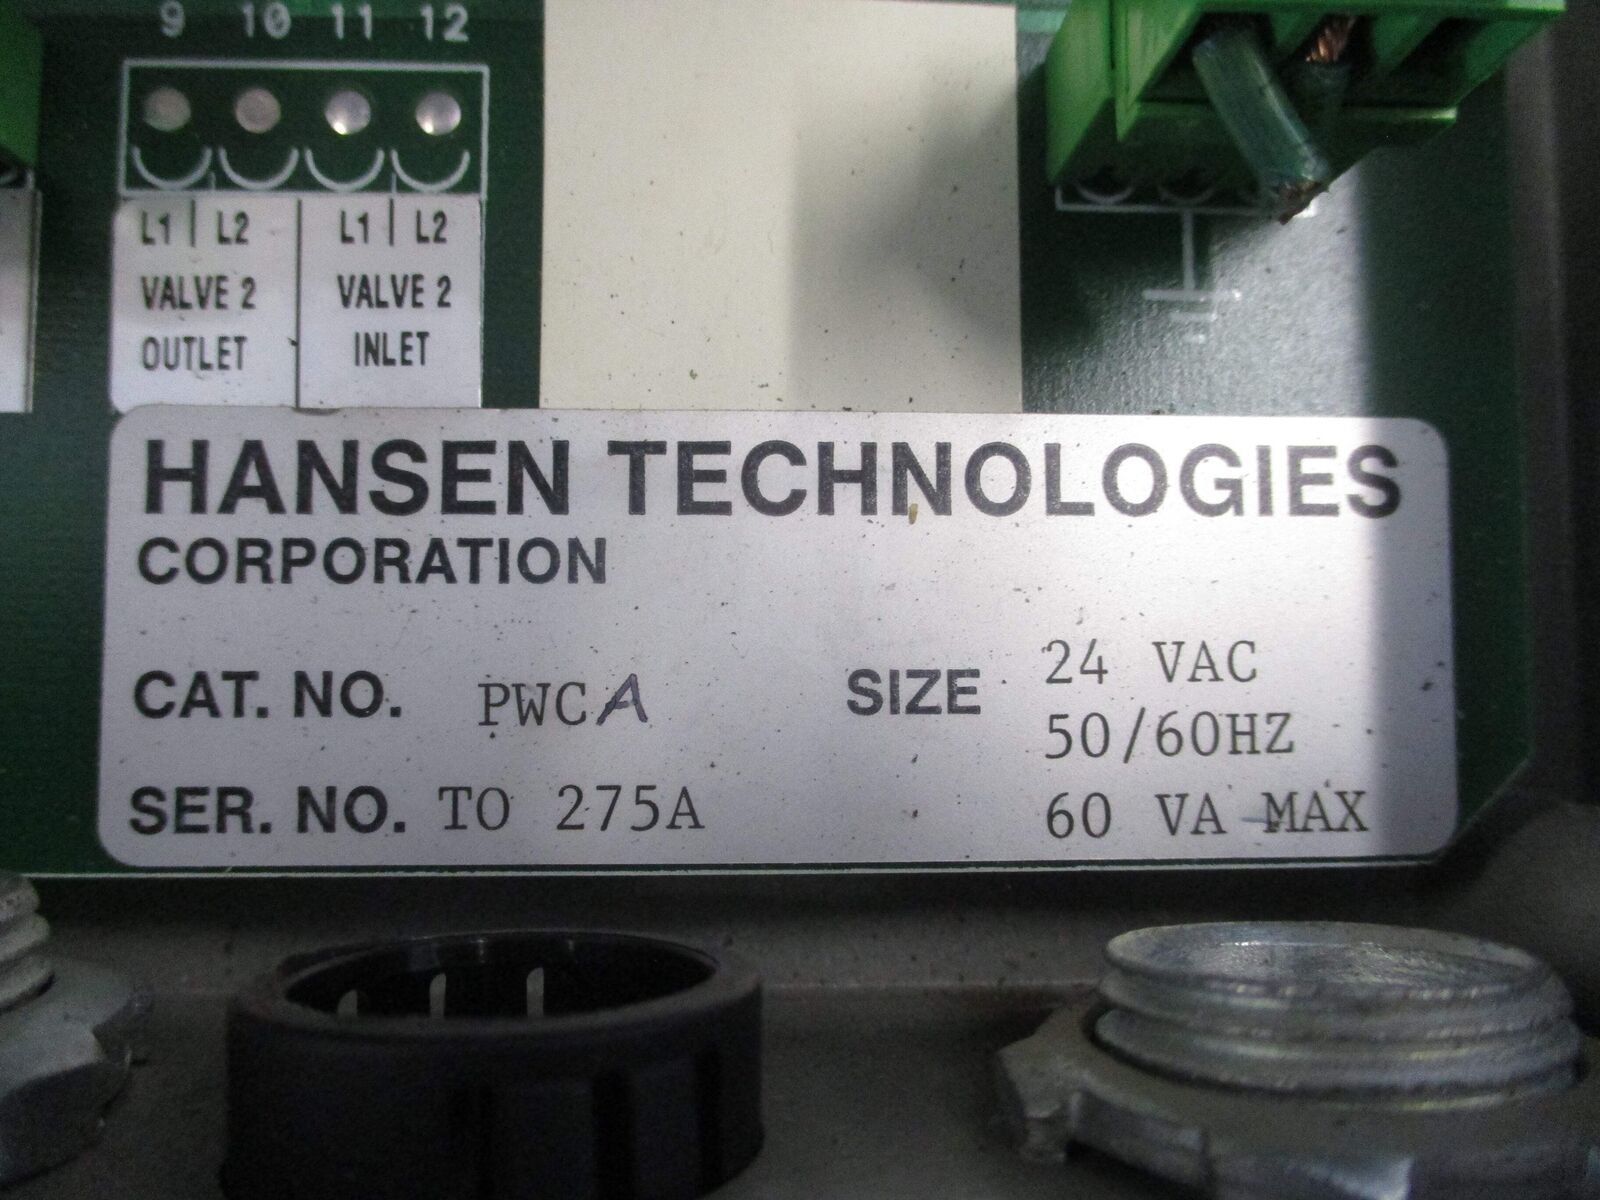 9 10 11 12
L1 | L2 L1 | L2
VALVE 2 VALVE 2
OUTLET INLET
HANSEN TECHNOLOGIES
CORPORATION
CAT. NO. PWCA SIZE 24 VAC
50/60HZ
SER. NO. TO 275A 60 VA MAX